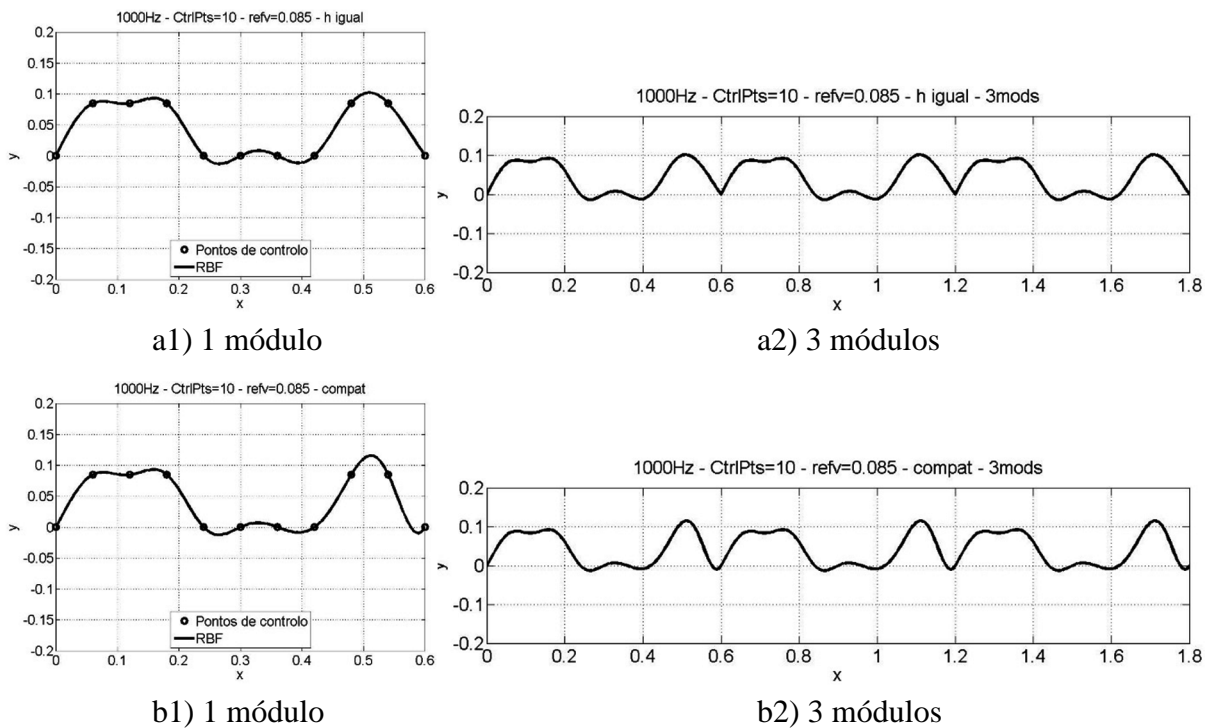 1000Hz - CtrlPts=10 - refv=0.085 - h igual
0.2
0.15
0.1
0.05
0
-0.05
-0.1
-0.15
-0.2
y
Pontos de controlo
RBF
0 0.1 0.2 0.3 0.4 0.5 0.6
x
a1) 1 módulo
1000Hz - CtrlPts=10 - refv=0.085 - h igual - 3mods
0.2
0.1
0
-0.1
-0.2
y
0 0.2 0.4 0.6 0.8 1 1.2 1.4 1.6 1.8
x
a2) 3 módulos
1000Hz - CtrlPts=10 - refv=0.085 - compat
0.2
0.15
0.1
0.05
0
-0.05
-0.1
-0.15
-0.2
y
Pontos de controlo
RBF
0 0.1 0.2 0.3 0.4 0.5 0.6
x
b1) 1 módulo
1000Hz - CtrlPts=10 - refv=0.085 - compat - 3mods
0.2
0.1
0
-0.1
-0.2
y
0 0.2 0.4 0.6 0.8 1 1.2 1.4 1.6 1.8
x
b2) 3 módulos